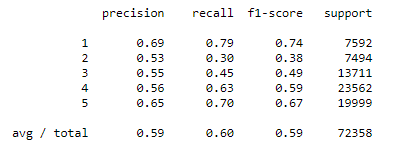 precision recall f1-score support
1 0.69 0.79 0.74 7592
2 0.53 0.30 0.38 7494
3 0.55 0.45 0.49 13711
4 0.56 0.63 0.59 23562
5 0.65 0.70 0.67 19999
avg / total 0.59 0.60 0.59 72358